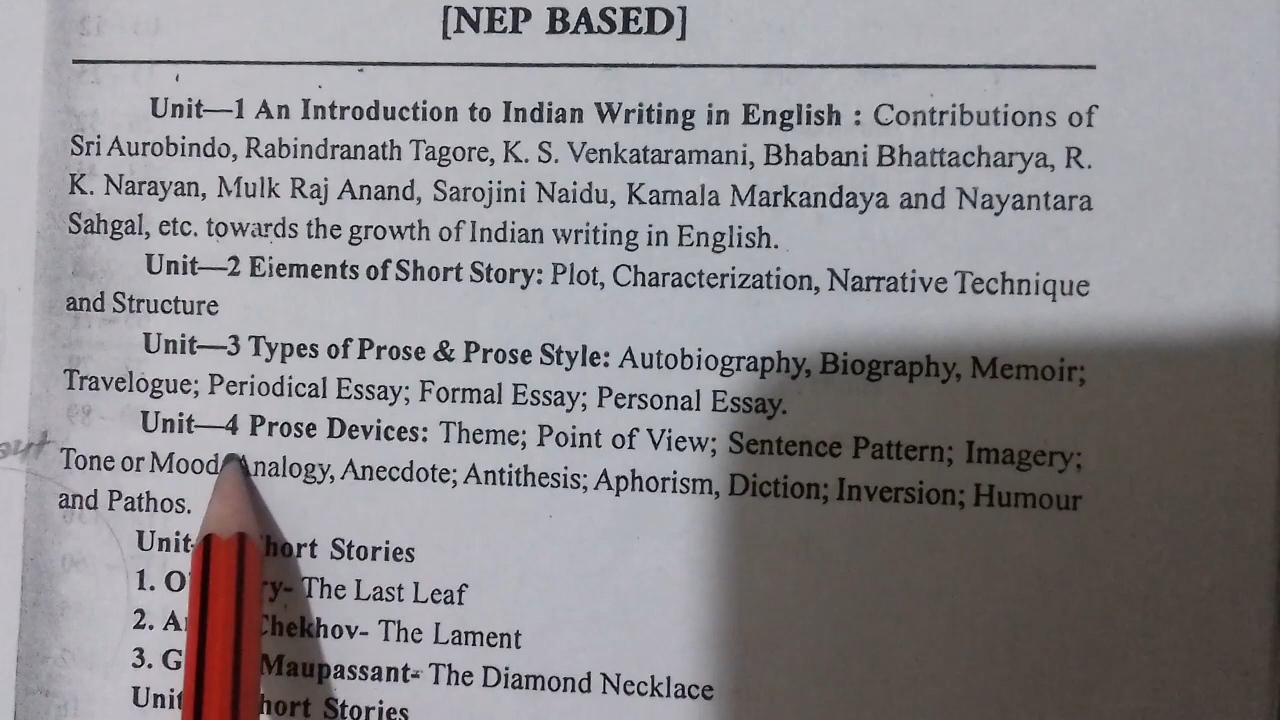 [NEP BASED]
Unit—1 An Introduction to Indian Writing in English : Contributions of
Sri Aurobindo, Rabindranath Tagore, K. S. Venkataramani, Bhabani Bhattacharya, R.
K. Narayan, Mulk Raj Anand, Sarojini Naidu, Kamala Markandaya and Nayantara
Sahgal, etc. towards the growth of Indian writing in English.
Unit—2 Eiements of Short Story: Plot, Characterization, Narrative Technique
and Structure
Unit—3 Types of Prose & Prose Style: Autobiography, Biography, Memoir;
Travelogue; Periodical Essay; Formal Essay; Personal Essay.
Unit—4 Prose Devices: Theme; Point of View; Sentence Pattern; Imagery;
Tone or Mood Analogy, Anecdote; Antithesis; Aphorism, Diction; Inversion; Humour
and Pathos.
Unit Stories
1. The Last Leaf
2. Chekhov- The Lament
3. Maupassant- The Diamond Necklace
Stories